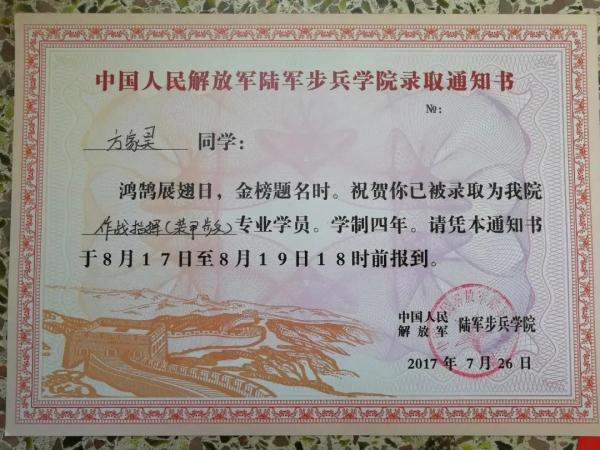 中国人民解放军陆军步兵学院录取通知书
№:
方家昊 同学:
鸿鹄展翅日，金榜题名时。祝贺你已被录取为我院
作战指挥（装甲步兵）专业学员。学制四年。请凭本通知书
于8月17日至8月19日18时前报到。
中国人民
解放军 陆军步兵学院
2017年7月26日